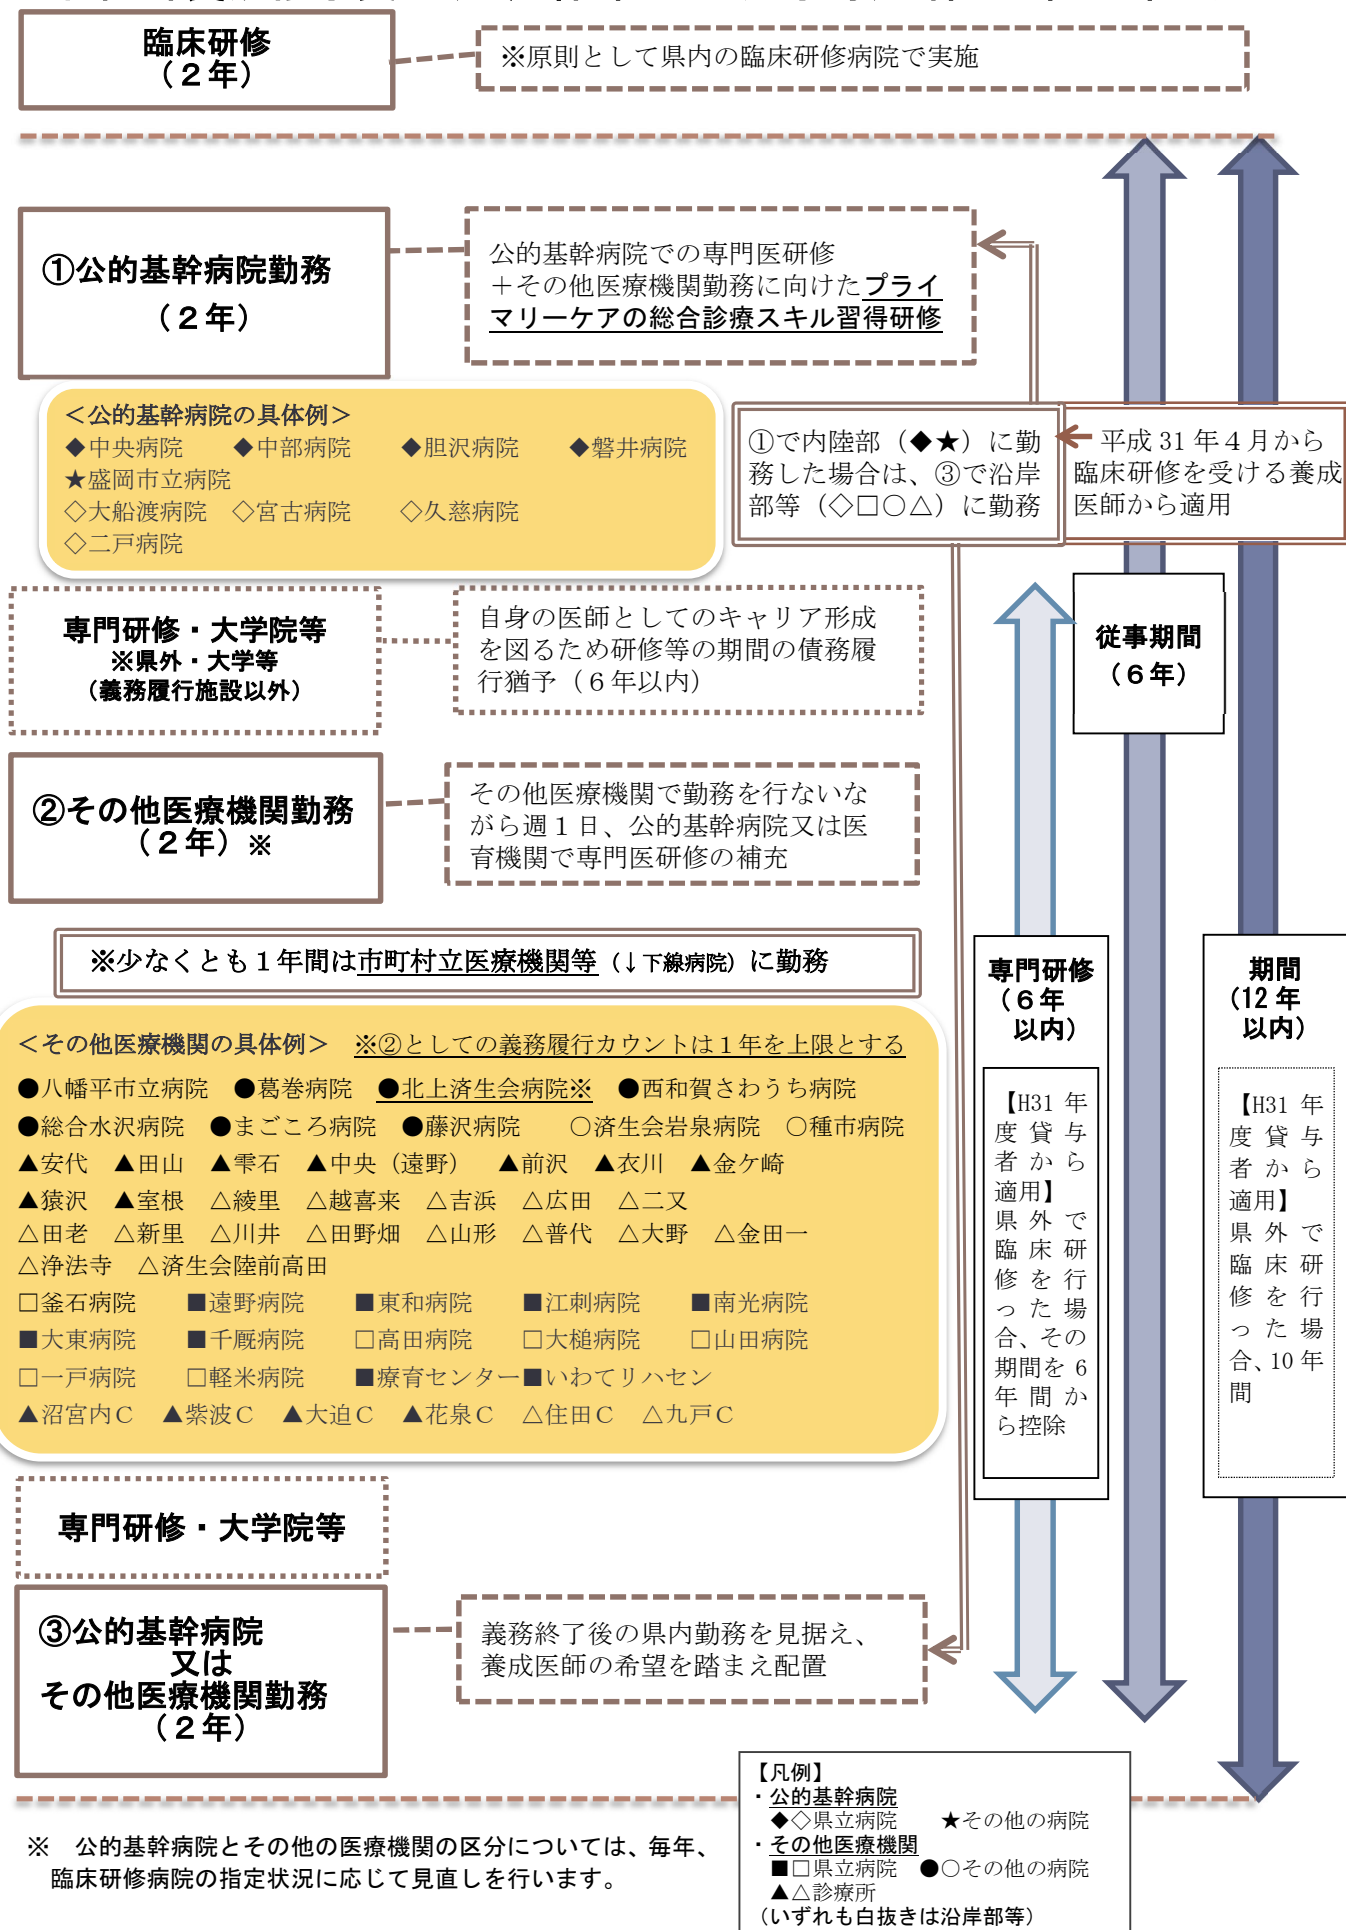 臨床研修
（２年）
※原則として県内の臨床研修病院で実施
①公的基幹病院勤務
（２年）
公的基幹病院での専門医研修
＋その他医療機関勤務に向けたプライ
マリーケアの総合診療スキル習得研修
＜公的基幹病院の具体例＞
◆中央病院　◆中部病院　◆胆沢病院　◆磐井病院
★盛岡市立病院
◇大船渡病院　◇宮古病院　◇久慈病院
◇二戸病院
①で内陸部（◆★）に勤
務した場合は、③で沿岸
部等（◇□○△）に勤務
平成 31 年４月から
臨床研修を受ける養成
医師から適用
専門研修・大学院等
※県外・大学等
（義務履行施設以外）
自身の医師としてのキャリア形成
を図るため研修等の期間の債務履
行猶予（６年以内）
従事期間
（６年）
②その他医療機関勤務
（２年）※
その他医療機関で勤務を行ないな
がら週１日、公的基幹病院又は医
育機関で専門医研修の補充
※少なくとも１年間は市町村立医療機関等（↓下線病院）に勤務
＜その他医療機関の具体例＞　※②としての義務履行カウントは１年を上限とする
●八幡平市立病院　●葛巻病院　●北上済生会病院※　●西和賀さわうち病院
●総合水沢病院　●まごころ病院　●藤沢病院　○済生会岩泉病院　○種市病院
▲安代　▲田山　▲雫石　▲中央（遠野）　▲前沢　▲衣川　▲金ケ崎
▲猿沢　▲室根　△綾里　△越喜来　△吉浜　△広田　△二又
△田老　△新里　△川井　△田野畑　△山形　△普代　△大野　△金田一
△浄法寺　△済生会陸前高田
□釜石病院　■遠野病院　■東和病院　■江刺病院　■南光病院
■大東病院　■千厩病院　□高田病院　□大槌病院　□山田病院
□一戸病院　□軽米病院　■療育センター■いわてリハセン
▲沼宮内Ｃ　▲紫波Ｃ　▲大迫Ｃ　▲花泉Ｃ　△住田Ｃ　△九戸Ｃ
専門研修
（６年
以内）
【H31 年
度貸与
者から
適用】
県外で
臨床研
修を行
った場
合、その
期間を 6
年間か
ら控除
期間
（12 年
以内）
【H31 年
度貸与
者から
適用】
県外で
臨床研
修を行
った場
合、10 年
間
専門研修・大学院等
③公的基幹病院
又は
その他医療機関勤務
（２年）
義務終了後の県内勤務を見据え、
養成医師の希望を踏まえ配置
【凡例】
・公的基幹病院
◆◇県立病院　★その他の病院
・その他医療機関
■□県立病院　●○その他の病院
▲△診療所
（いずれも白抜きは沿岸部等）
※　公的基幹病院とその他の医療機関の区分については、毎年、
臨床研修病院の指定状況に応じて見直しを行います。